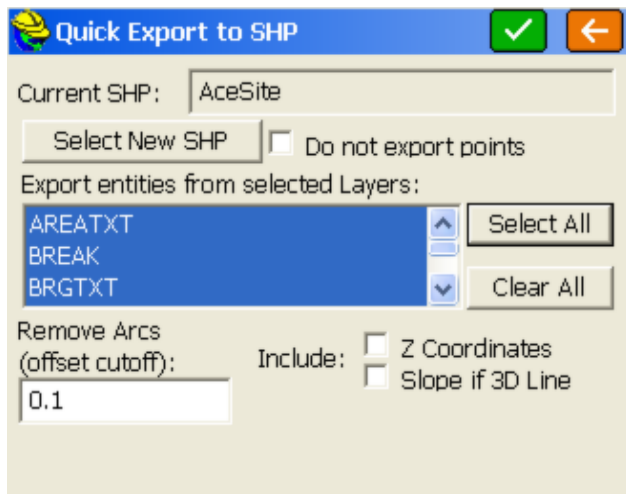 Quick Export to SHP
Current SHP: AceSite
Select New SHP Do not export points
Export entities from selected Layers:
AREATXT
Select All
BREAK
BRGTXT
Clear All
Remove Arcs
(offset cutoff):
Include: Z Coordinates
Slope if 3D Line
0.1